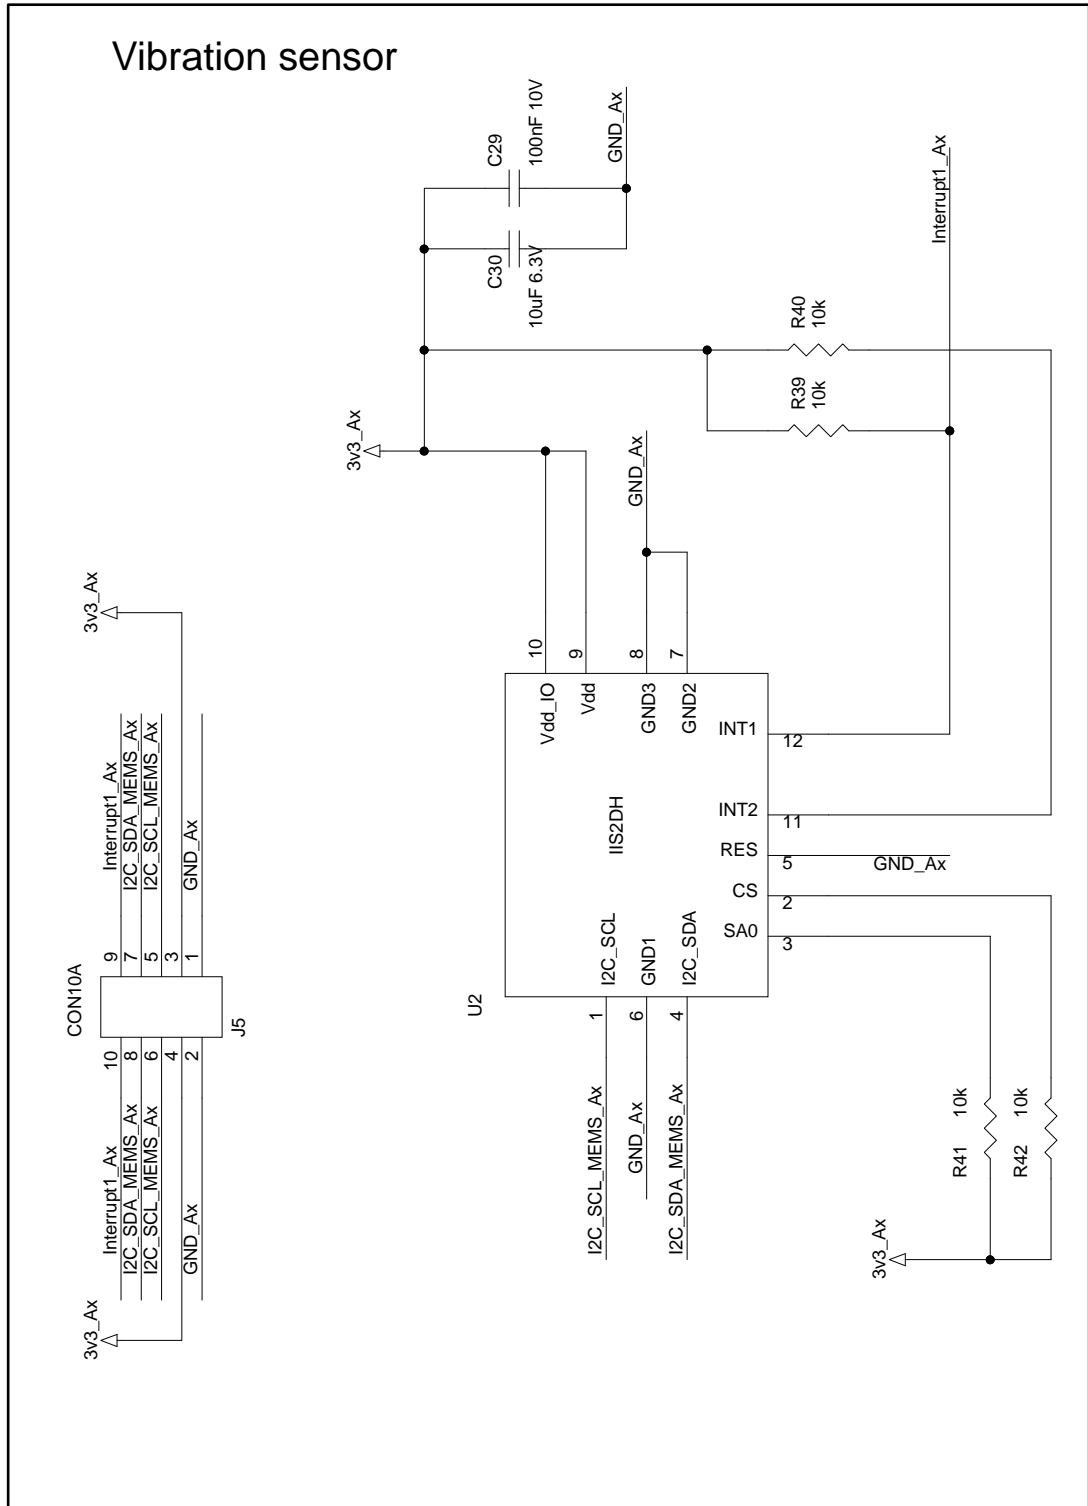 Vibration sensor
C29
100nF 10V
GND_Ax
C30
10uF 6.3V
Interrupt1_Ax
R40
10k
R39
10k
3v3_Ax
GND_Ax
3v3_Ax
10
9
8
7
Vdd_IO
Vdd
GND3
GND2
INT1
12
INT2
11
RES
5
GND_Ax
CS
2
SA0
3
IIS2DH
I2C_SCL
GND1
I2C_SDA
U2
1
6
4
I2C_SCL_MEMS_Ax
GND_Ax
I2C_SDA_MEMS_Ax
Interrupt1_Ax
I2C_SDA_MEMS_Ax
I2C_SCL_MEMS_Ax
GND_Ax
9
7
5
3
1
CON10A
J5
10
8
6
4
2
Interrupt1_Ax
I2C_SDA_MEMS_Ax
I2C_SCL_MEMS_Ax
GND_Ax
3v3_Ax
R41
10k
R42
10k
3v3_Ax